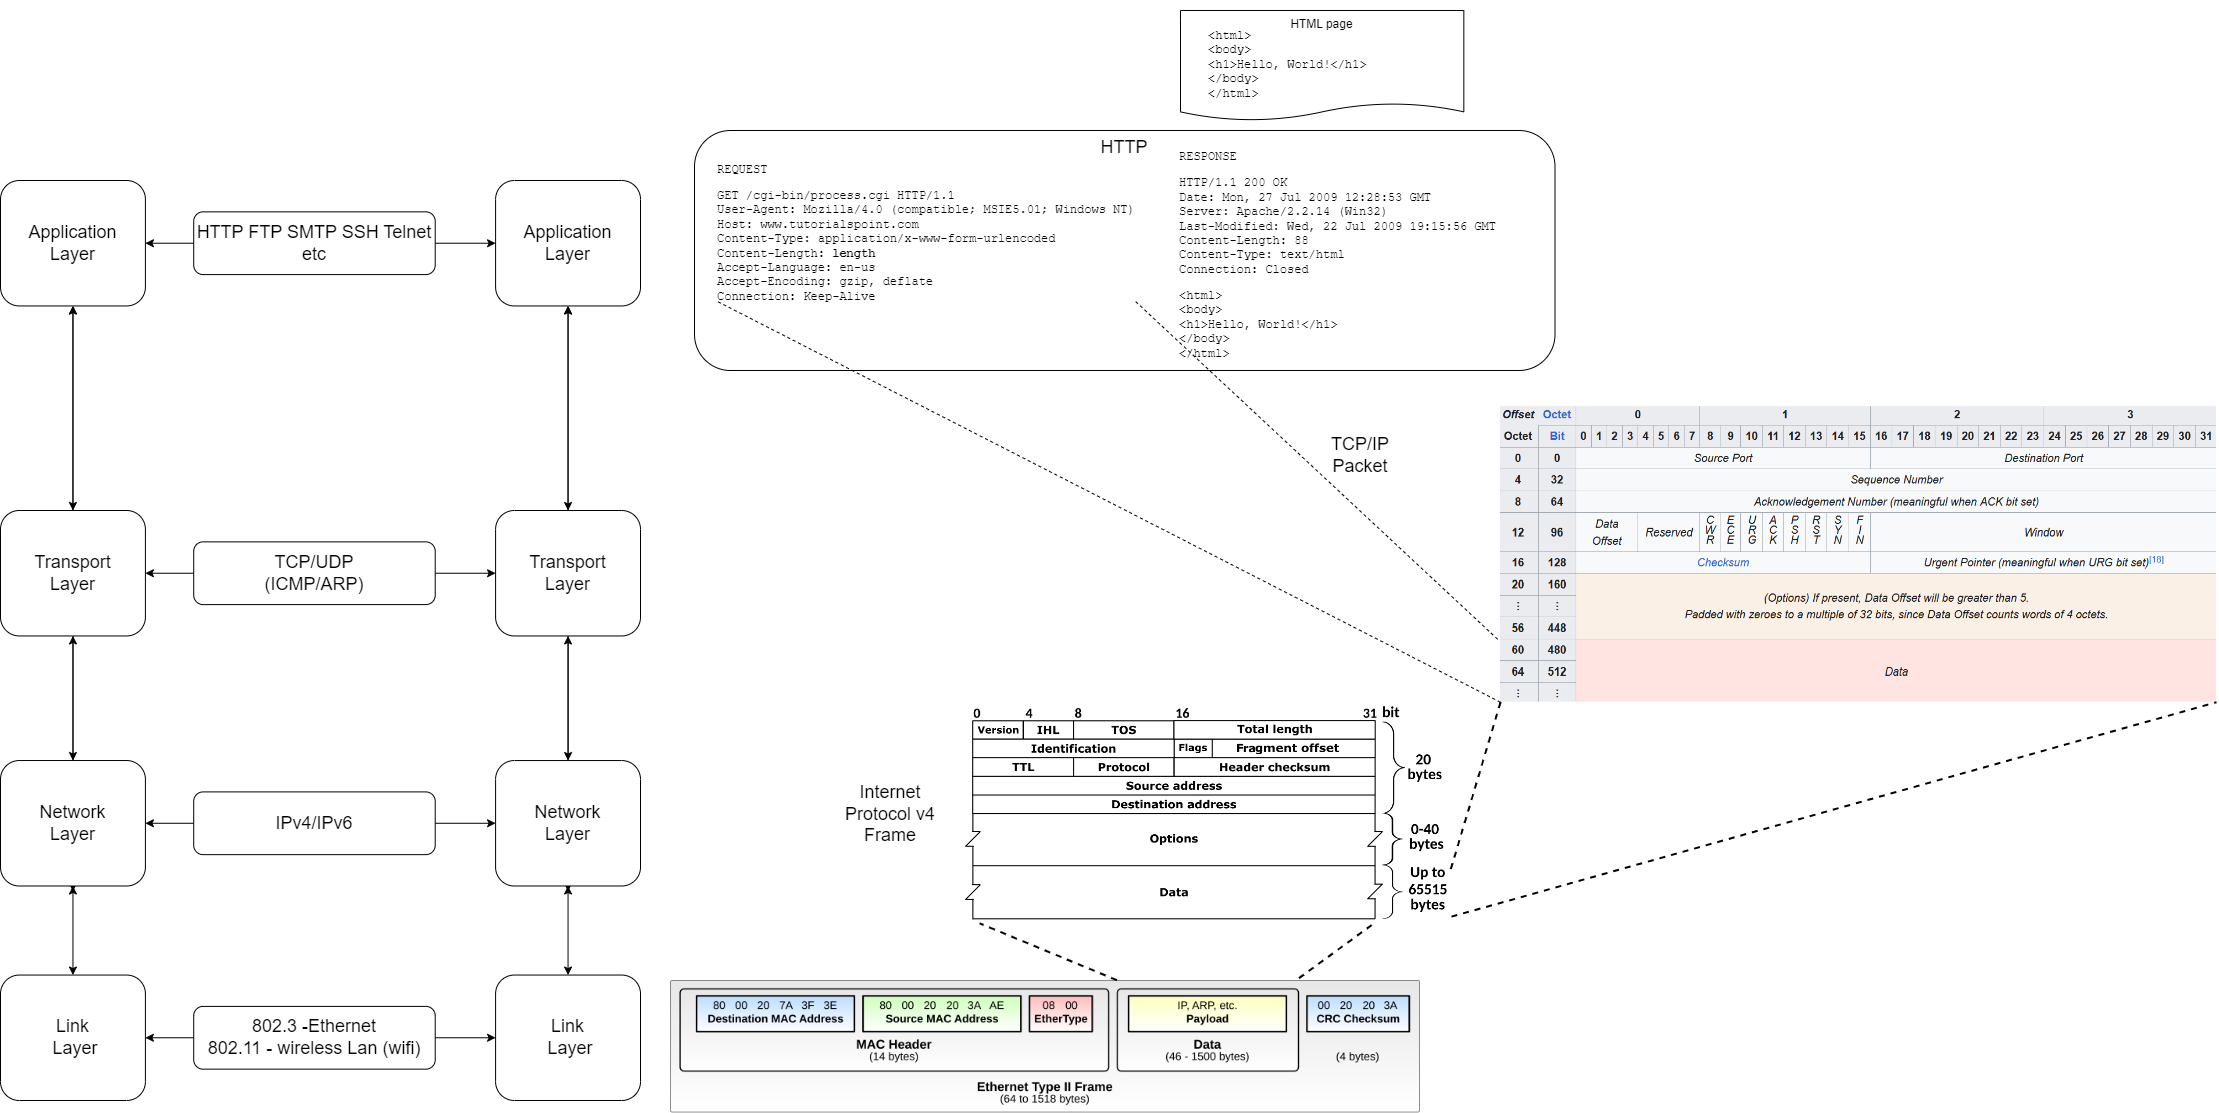 HTML page
<html>
<body>
<h1>Hello, World!</h1>
</body>
</html>
HTTP
REQUEST
GET /cgi-bin/process.cgi HTTP/1.1
User-Agent: Mozilla/4.0 (compatible; MSIE5.01; Windows NT)
Host: www.tutorialspoint.com
Content-Type: application/x-www-form-urlencoded
Content-Length: length
Accept-Language: en-us
Accept-Encoding: gzip, deflate
Connection: Keep-Alive
RESPONSE
HTTP/1.1 200 OK
Date: Mon, 27 Jul 2009 12:28:53 GMT
Server: Apache/2.2.14 (Win32)
Last-Modified: Wed, 22 Jul 2009 19:15:56 GMT
Content-Length: 88
Content-Type: text/html
Connection: Closed
<html>
<body>
<h1>Hello, World!</h1>
</body>
</html>
Application
Layer
HTTP FTP SMTP SSH Telnet
etc
Application
Layer
Transport
Layer
TCP/UDP
(ICMP/ARP)
Transport
Layer
Network
Layer
IPv4/IPv6
Network
Layer
Link
Layer
802.3 -Ethernet
802.11 - wireless Lan (wifi)
Link
Layer
TCP/IP
Packet
Offset Octet 0 1 2 3
Octet Bit 0 1 2 3 4 5 6 7 8 9 10 11 12 13 14 15 16 17 18 19 20 21 22 23 24 25 26 27 28 29 30 31
0 0 Source Port Destination Port
4 32 Sequence Number
8 64 Acknowledgement Number (meaningful when ACK bit set)
12 96 Data Offset Reserved CWR ECE URG ACK PSH RST SYN FIN Window
16 128 Checksum Urgent Pointer (meaningful when URG bit set)[18]
20 160
⋮ ⋮
56 448
(Options) If present, Data Offset will be greater than 5.
Padded with zeroes to a multiple of 32 bits, since Data Offset counts words of 4 octets.
60 480
64 512 Data
⋮ ⋮
Internet
Protocol v4
Frame
0 4 8 16 31 bit
Version IHL TOS Total length
Identification Flags Fragment offset
TTL Protocol Header checksum
Source address
Destination address
20
bytes
Options
0-40
bytes
Data
Up to
65515
bytes
80 00 20 7A 3F 3E
Destination MAC Address
80 00 20 20 3A AE
Source MAC Address
08 00
EtherType
MAC Header
(14 bytes)
IP, ARP, etc.
Payload
Data
(46 - 1500 bytes)
00 20 20 3A
CRC Checksum
(4 bytes)
Ethernet Type II Frame
(64 to 1518 bytes)